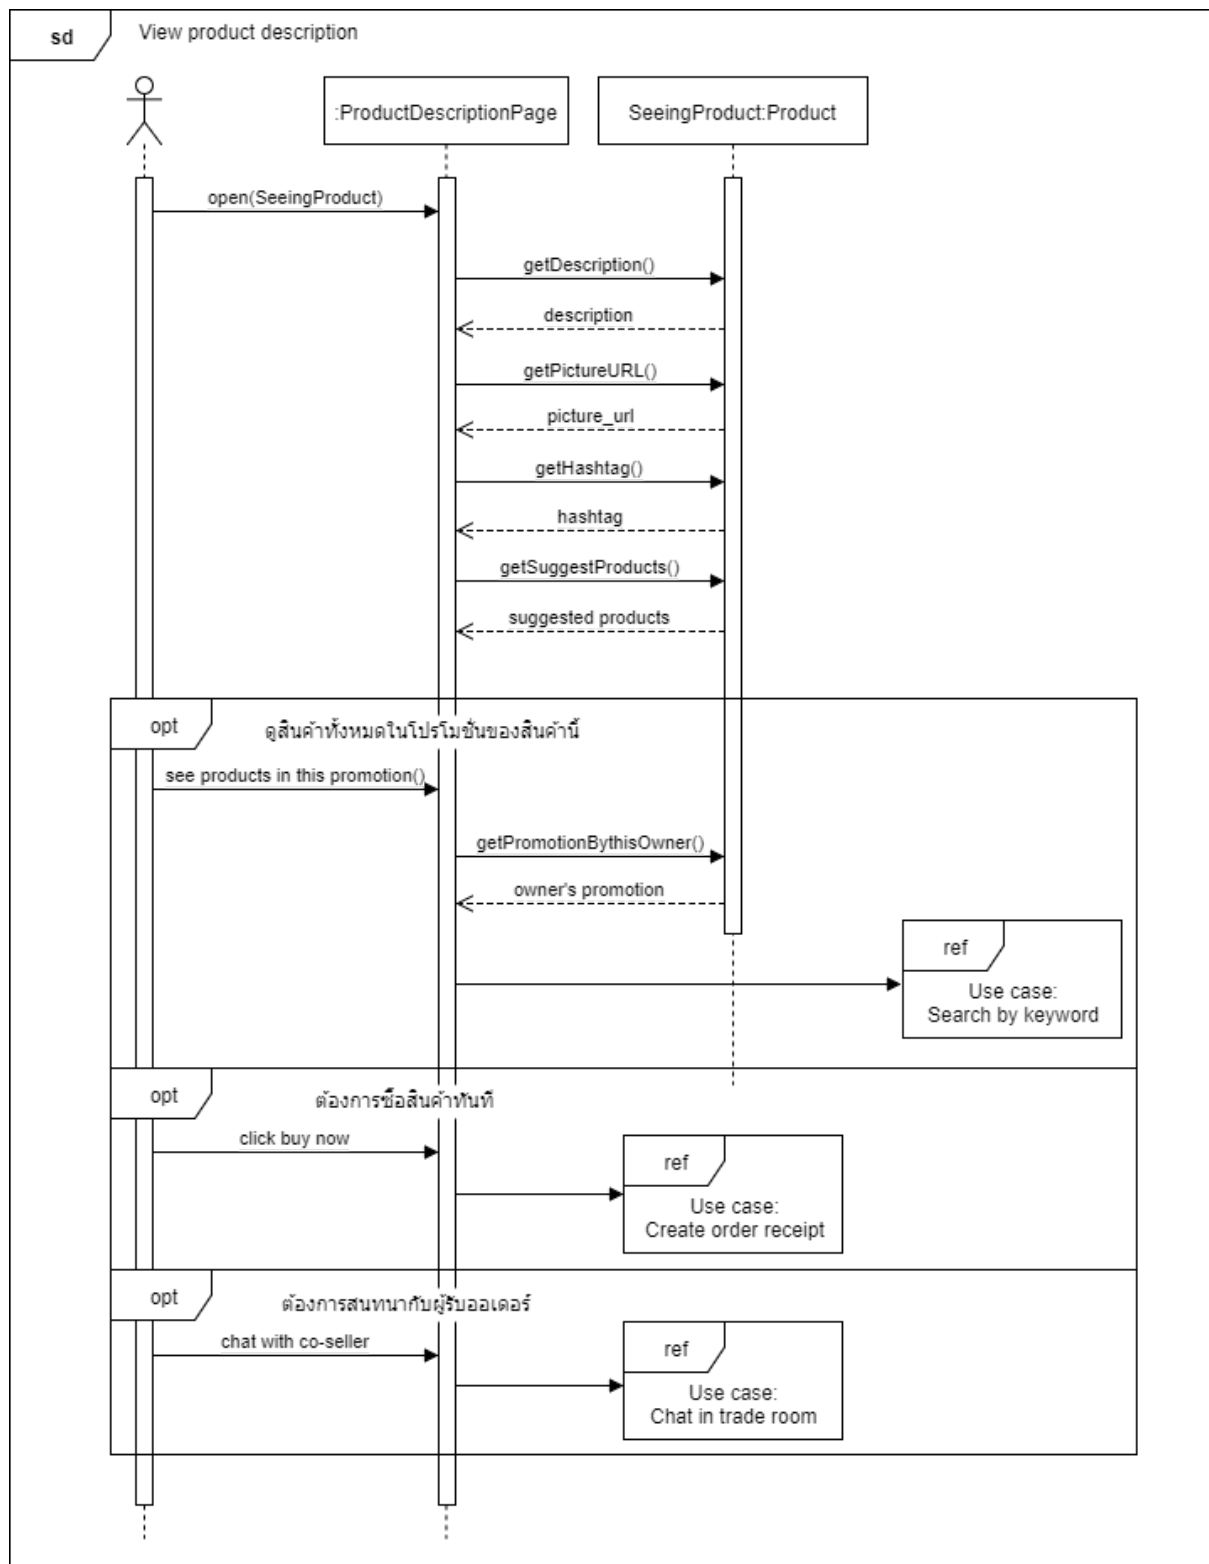 sd
View product description
:ProductDescriptionPage
SeeingProduct:Product
open(SeeingProduct)
getDescription()
description
getPictureURL()
picture_url
getHashtag()
hashtag
getSuggestProducts()
suggested products
opt
ดูสินค้าทั้งหมดในโปรโมชั่นของสินค้านี้
see products in this promotion()
getPromotionBythisOwner()
owner's promotion
ref
Use case:
Search by keyword
opt
ต้องการซื้อสินค้าทันที
click buy now
ref
Use case:
Create order receipt
opt
ต้องการสนทนากับผู้รับออเดอร์
chat with co-seller
ref
Use case:
Chat in trade room